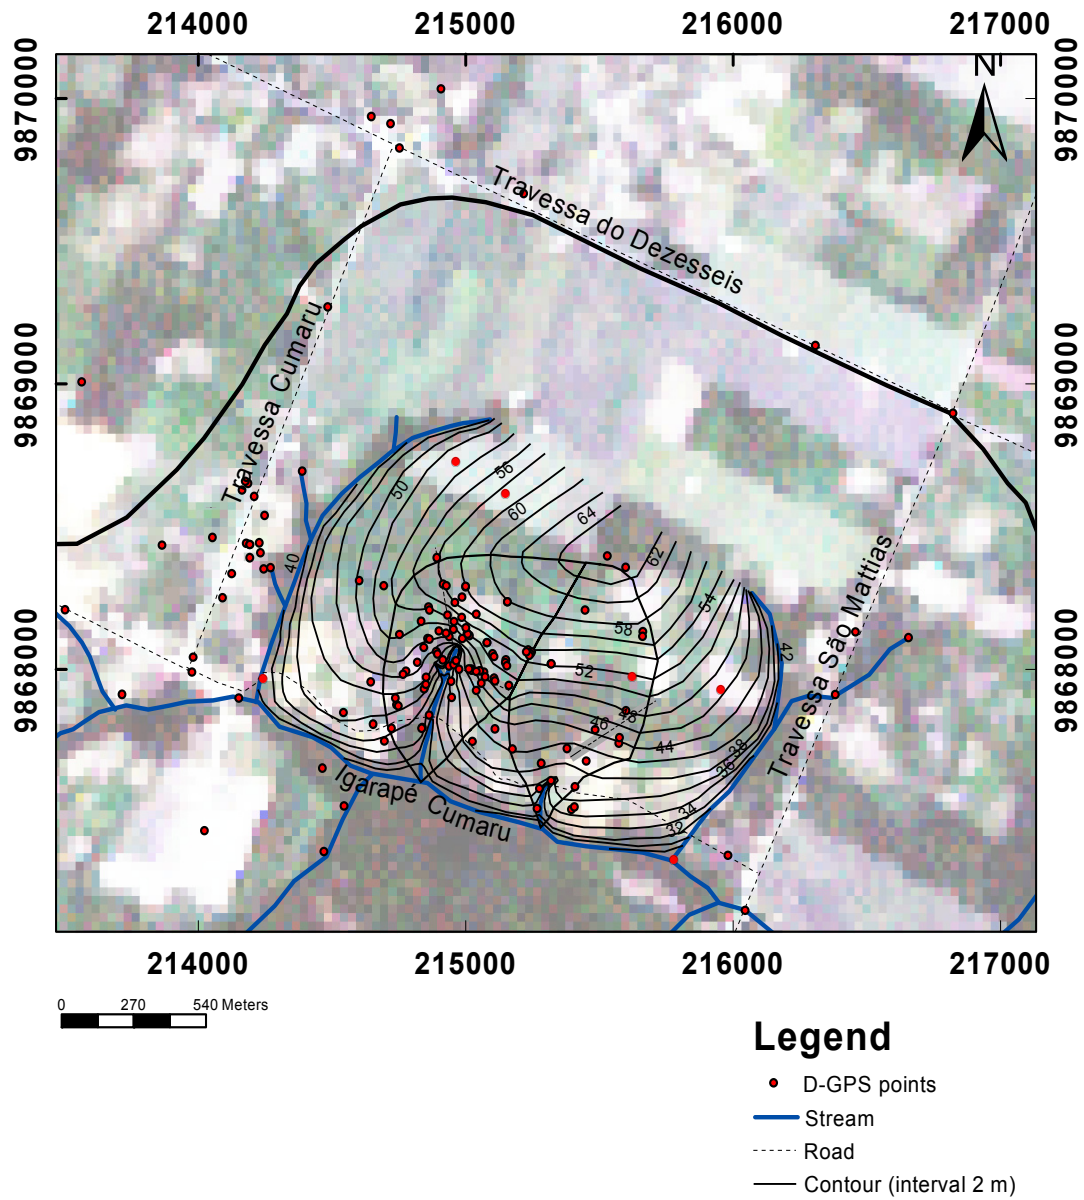 214000 215000 216000 217000
N
9870000
9870000
Travessa do Dezesseis
9869000
9869000
Travessa Cumaru
56
50
60
64
62
40
54
Travessa São Mattias
58
42
9868000
9868000
52
48
46
44
38
36
34
32
Igarapé Cumaru
214000 215000 216000 217000
0 270 540 Meters
Legend
D-GPS points
Stream
Road
Contour (interval 2 m)